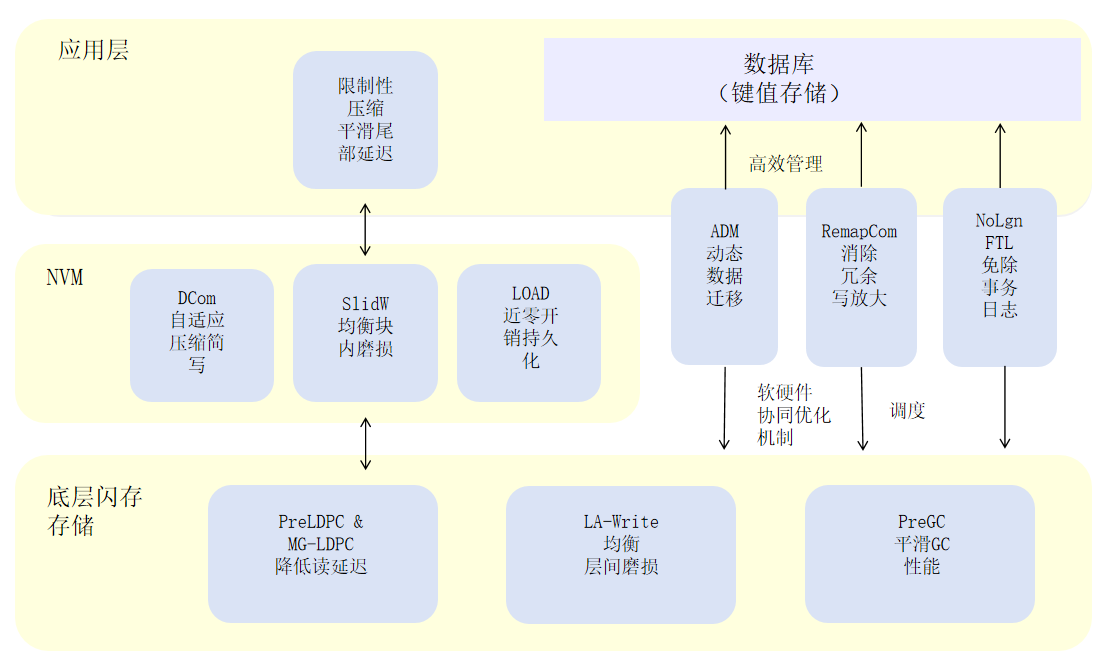 应用层
限制性
压缩
平滑尾
部延迟
数据库
（键值存储）
高效管理
ADM
动态
数据
迁移
RemapCom
消除
冗余
写放大
NoLgn
FTL
免除
事务
日志
NVM
DCom
自适应
压缩简
写
SlidW
均衡块
内磨损
LOAD
近零开
销持久
化
软硬件
协同优化
机制
调度
底层闪存
存储
PreLDPC &
MG-LDPC
降低读延迟
LA-Write
均衡
层间磨损
PreGC
平滑GC
性能